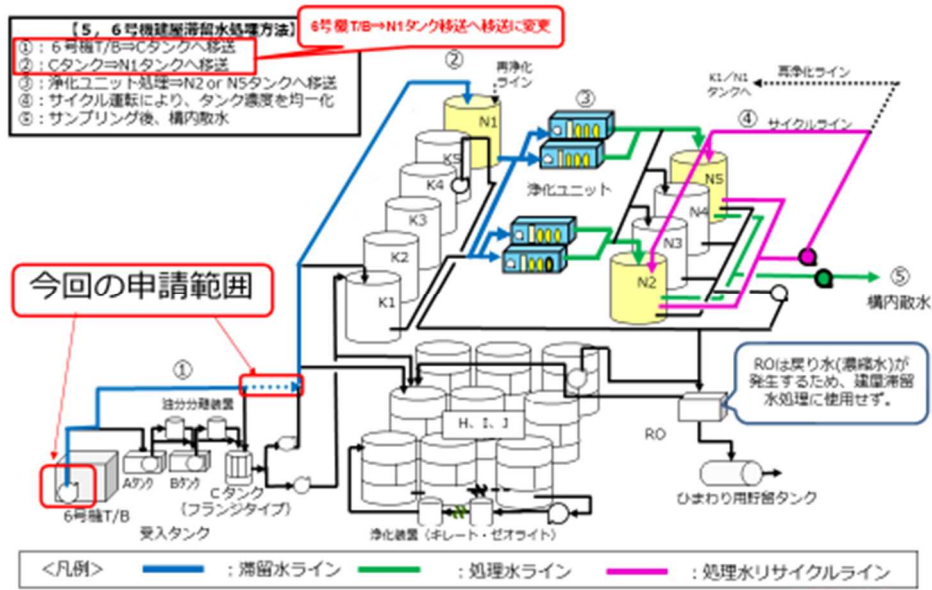 【5，6号機建屋滞留水処理方法】
①：6号機T/B⇒Cタンクへ移送
②：Cタンク⇒N1タンクへ移送
③：浄化ユニット処理⇒N2 or N5タンクへ移送
④：サイクル運転により、タンク濃度を均一化
⑤：サンプリング後、構内散水
6号機T/B⇒N1タンク移送へ移送に変更
②
再浄化
ライン
③
K1／N1
タンクへ
再浄化ライン
④
サイクルライン
N1
K5
K4
K3
K2
K1
浄化ユニット
N5
N4
N3
N2
⑤
構内散水
今回の申請範囲
①
油分分離装置
Aタンク
Bタンク
Cタンク
(フランジタイプ)
6号機T/B
受入タンク
H、I、J
浄化装置（キレート・ゼオライト）
ROは戻り水(濃縮水)が
発生するため、建屋滞留
水処理に使用せず。
RO
ひまわり用貯留タンク
＜凡例＞
：滞留水ライン
：処理水ライン
：処理水リサイクルライン